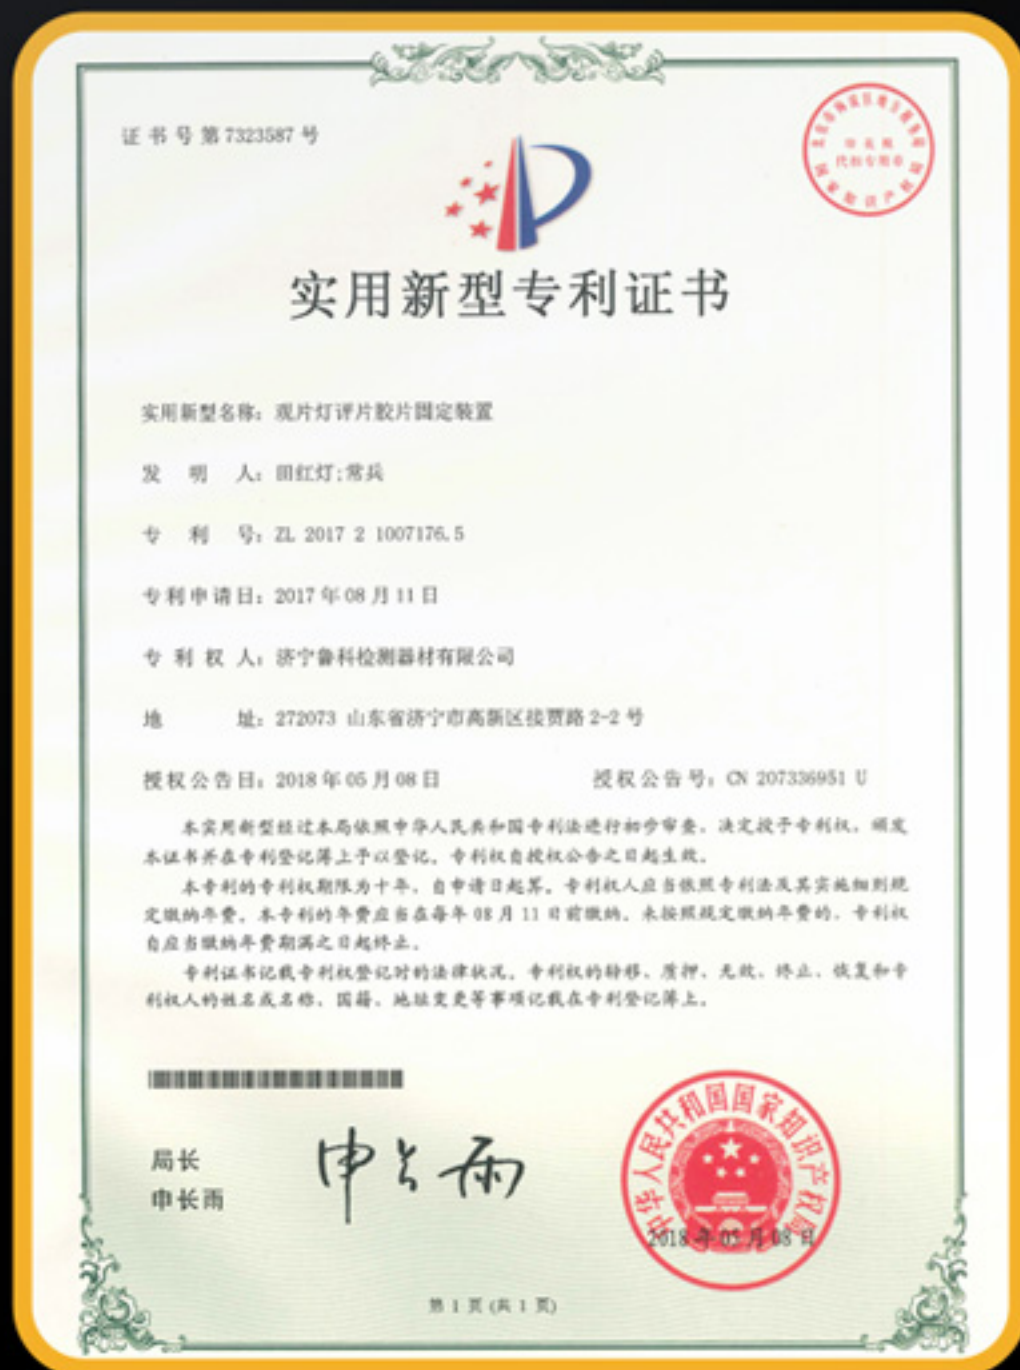 证书号第7323587号
印花税
代扣专用章
国家知识产权局
实用新型专利证书
实用新型名称：观片灯评片胶片固定装置
发明人：田红灯;常兵
专利号：ZL 2017 2 1007176.5
专利申请日：2017年08月11日
专利权人：济宁鲁科检测器材有限公司
地址：272073 山东省济宁市高新区接贾路2-2号
授权公告日：2018年05月08日 授权公告号：CN 207336951 U
本实用新型经过本局依照中华人民共和国专利法进行初步审查，决定授予专利权，颁发
本证书并在专利登记簿上予以登记。专利权自授权公告之日起生效。
本专利的专利权期限为十年，自申请日起算。专利权人应当依照专利法及其实施细则规
定缴纳年费。本专利的年费应当在每年08月11日前缴纳。未按照规定缴纳年费的，专利权
自应当缴纳年费期满之日起终止。
专利证书记载专利权登记时的法律状况。专利权的转移、质押、无效、终止、恢复和专
利权人的姓名或名称、国籍、地址变更等事项记载在专利登记簿上。
局长
申长雨
申长雨
中华人民共和国国家知识产权局
2018年05月08日
第1页(共1页)